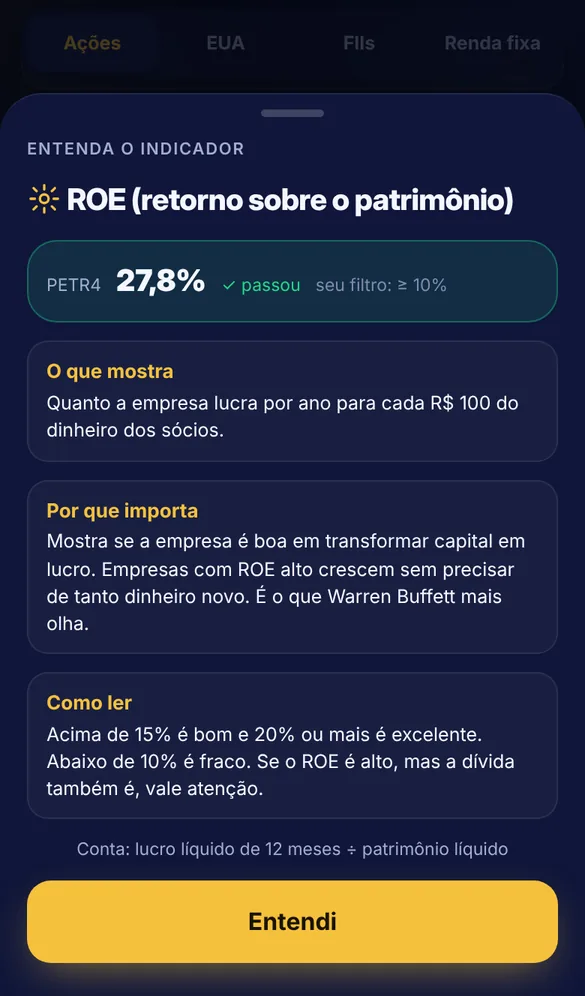 Ações EUA FIIs Renda fixa
ENTENDA O INDICADOR
ROE (retorno sobre o patrimônio)
PETR4 27,8% ✓ passou seu filtro: ≥ 10%
O que mostra
Quanto a empresa lucra por ano para cada R$ 100 do
dinheiro dos sócios.
Por que importa
Mostra se a empresa é boa em transformar capital em
lucro. Empresas com ROE alto crescem sem precisar
de tanto dinheiro novo. É o que Warren Buffett mais
olha.
Como ler
Acima de 15% é bom e 20% ou mais é excelente.
Abaixo de 10% é fraco. Se o ROE é alto, mas a dívida
também é, vale atenção.
Conta: lucro líquido de 12 meses ÷ patrimônio líquido
Entendi